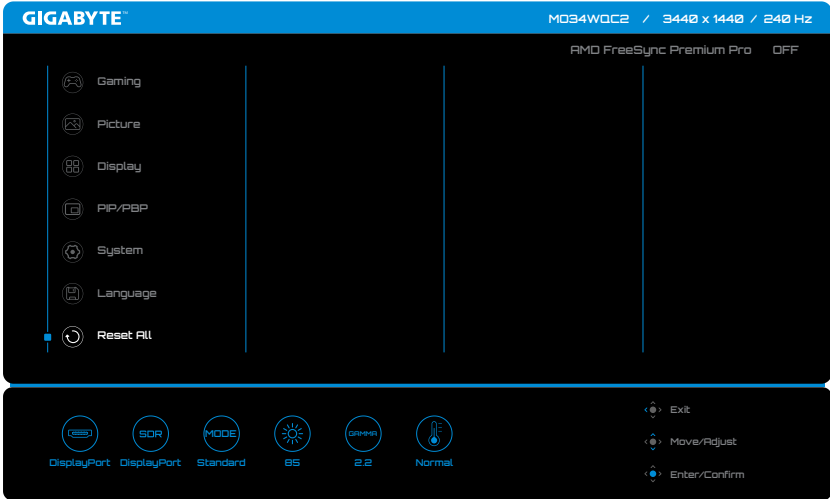 GIGABYTE™
MO34WQC2 / 3440 x 1440 / 240 Hz
AMD FreeSync Premium Pro OFF
Gaming
Picture
Display
PIP/PBP
System
Language
Reset All
SDR
MODE
GAMMA
DisplayPort DisplayPort Standard 85 2.2 Normal
Exit
Move/Adjust
Enter/Confirm